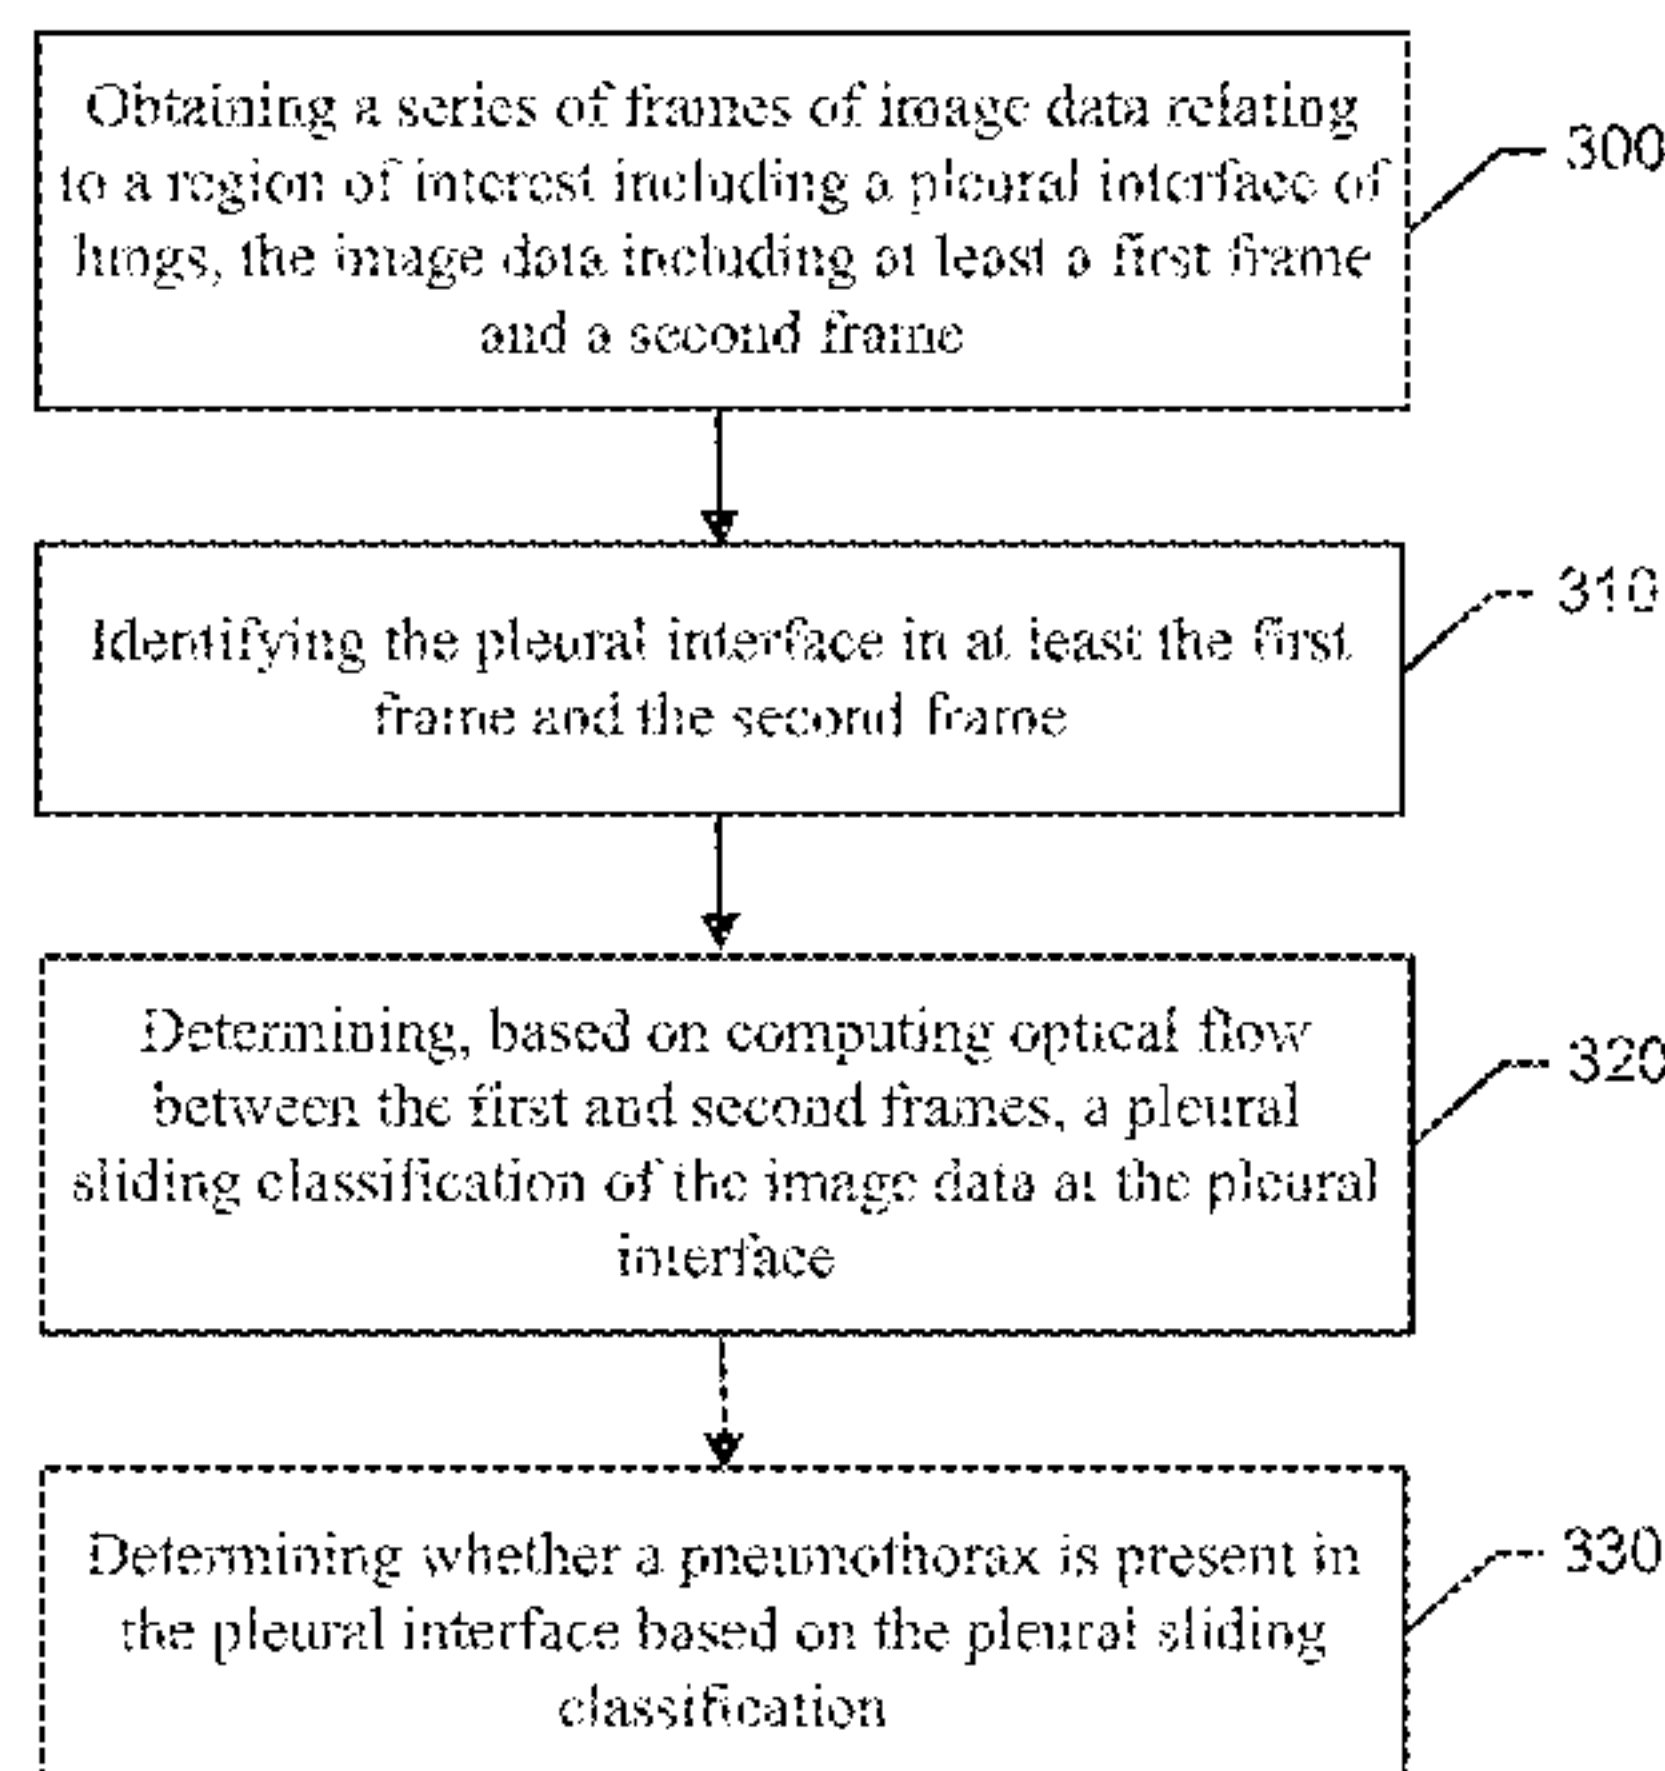 Obtaining a series of frames of image data relating
to a region of interest including a pleural interface of
lungs, the image data including at least a first frame
and a second frame
300
Identifying the pleural interface in at least the first
frame and the second frame
310
Determining, based on computing optical flow
between the first and second frames, a pleural
sliding classification of the image data at the pleural
interface
320
Determining whether a pneumothorax is present in
the pleural interface based on the pleural sliding
classification
330